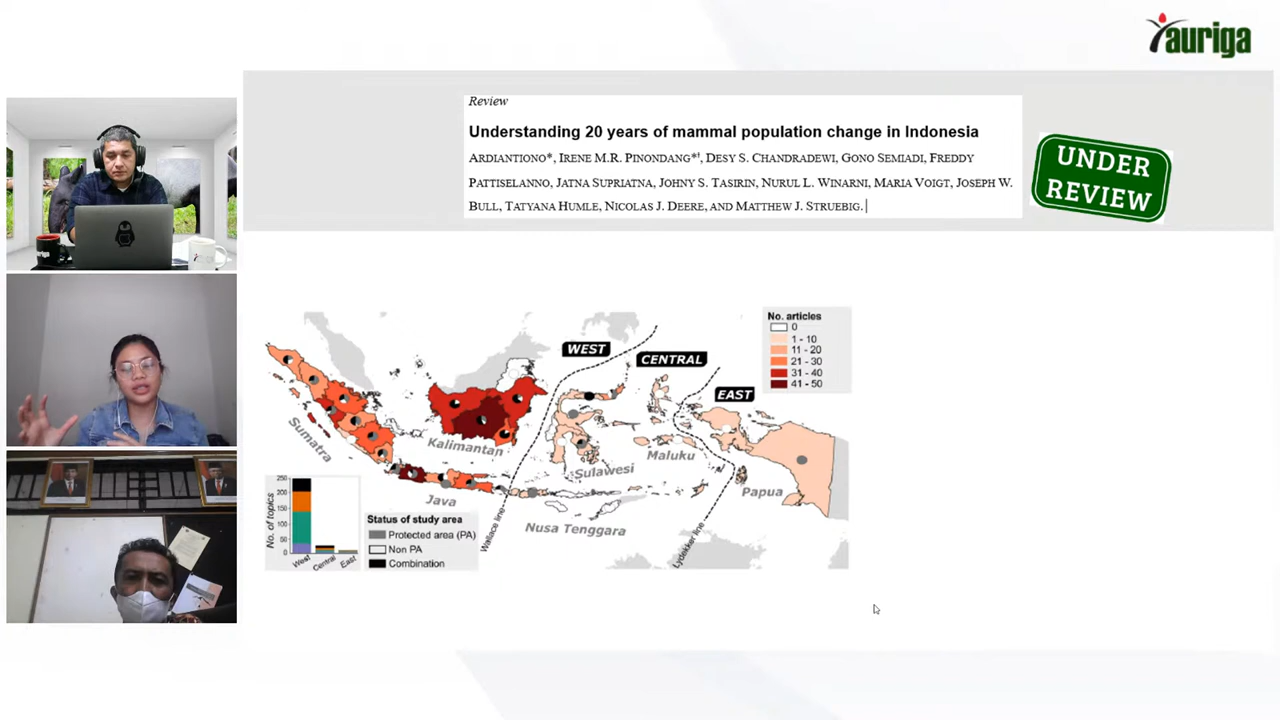 auriga
Review
Understanding 20 years of mammal population change in Indonesia
ARDIANTIONO*, IRENE M.R. PINONDANG*¹, DESY S. CHANDRADEWI, GONO SEMIADI, FREDDY
PATTISELANNO, JATNA SUPRIATNA, JOHNY S. TASIRIN, NURUL L. WINARNI, MARIA VOIGT, JOSEPH W.
BULL, TATYANA HUMLE, NICOLAS J. DEERE, AND MATTHEW J. STRUEBIG.
UNDER
REVIEW
No. articles
0
1 - 10
11 - 20
21 - 30
31 - 40
41 - 50
WEST
CENTRAL
EAST
Sumatra
Kalimantan
Sulawesi
Maluku
Papua
Java
Nusa Tenggara
Wallace line
Lydekker line
No. of topics
250
200
150
100
50
0
West
Central
East
Status of study area
Protected area (PA)
Non PA
Combination